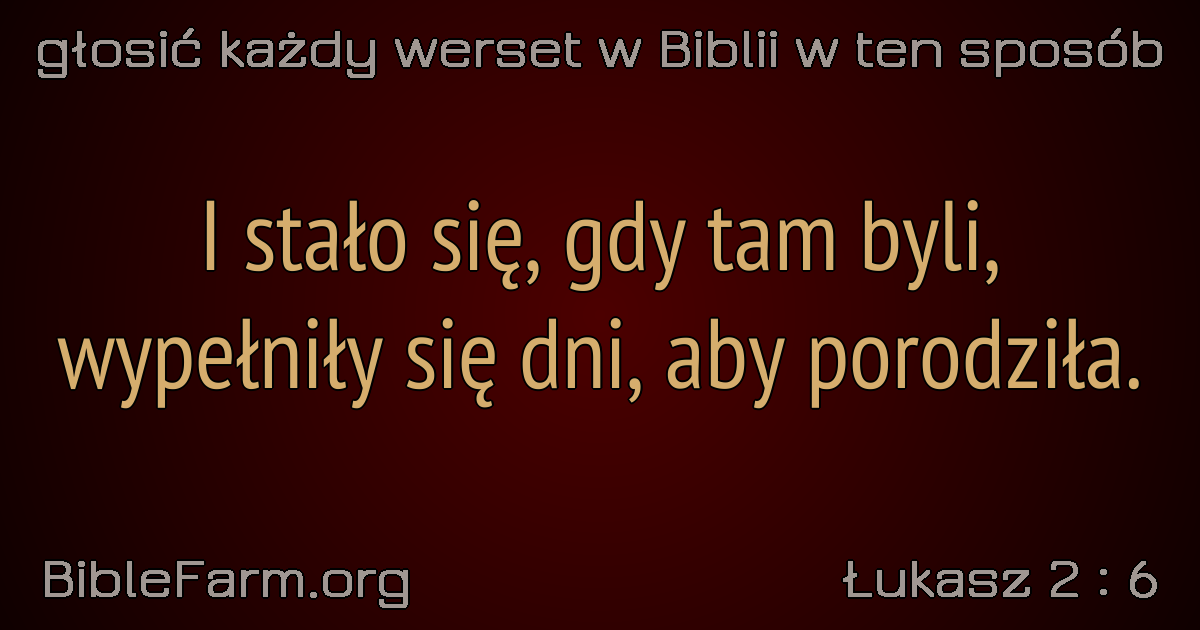 głosić każdy werset w Biblii w ten sposób
I stało się, gdy tam byli,
wypełniły się dni, aby porodziła.
BibleFarm.org
Łukasz 2 : 6